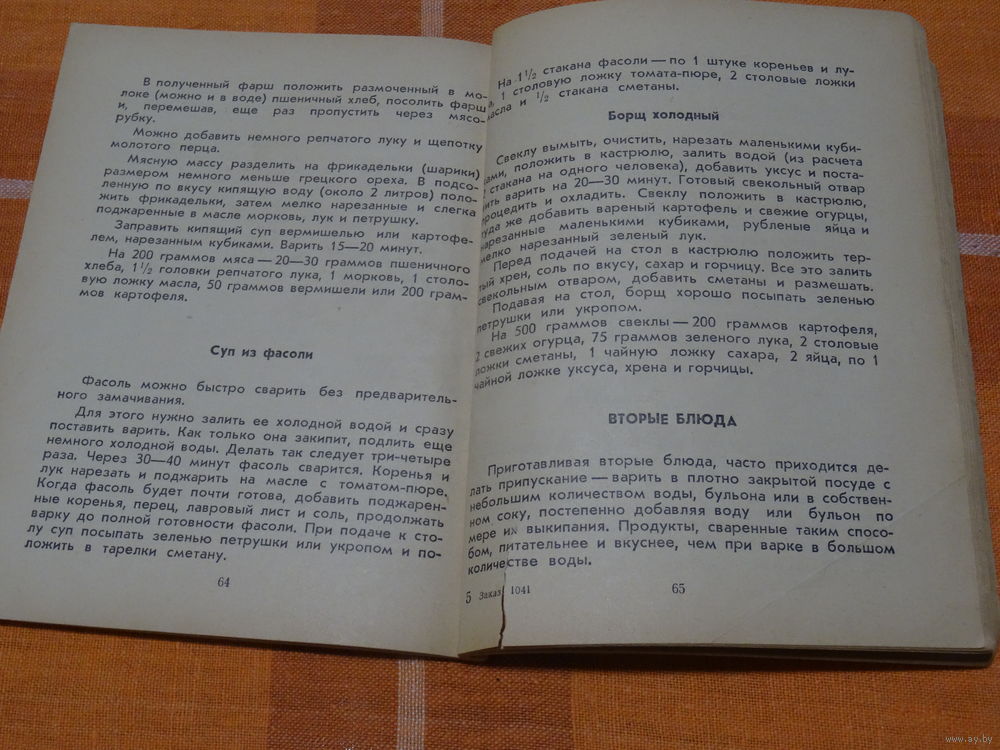 В полученный фарш положить размоченный в мо-
локе (можно и в воде) пшеничный хлеб, посолить фарш
и, перемешав, еще раз пропустить через мясо-
рубку.
Можно добавить немного репчатого луку и щепотку
молотого перца.
Мясную массу разделить на фрикадельки (шарики)
размером немного меньше грецкого ореха. В подсо-
ленную по вкусу кипящую воду (около 2 литров) поло-
жить фрикадельки, затем мелко нарезанные и слегка
поджаренные в масле морковь, лук и петрушку.
Заправить кипящий суп вермишелью или картофе-
лем, нарезанным кубиками. Варить 15—20 минут.
На 200 граммов мяса — 20—30 граммов пшеничного
хлеба, 1½ головки репчатого лука, 1 морковь, 1 столо-
вую ложку масла, 50 граммов вермишели или 200 грам-
мов картофеля.
Суп из фасоли
Фасоль можно быстро сварить без предваритель-
ного замачивания.
Для этого нужно залить ее холодной водой и сразу
поставить варить. Как только она закипит, подлить еще
немного холодной воды. Делать так следует три-четыре
раза. Через 30—40 минут фасоль сварится. Коренья и
лук нарезать и поджарить на масле с томатом-пюре.
Когда фасоль будет почти готова, добавить поджарен-
ные коренья, перец, лавровый лист и соль, продолжать
варку до полной готовности фасоли. При подаче к сто-
лу суп посыпать зеленью петрушки или укропом и по-
ложить в тарелки сметану.
64
На 1½ стакана фасоли — по 1 штуке кореньев и лу-
ка, 1 столовую ложку томата-пюре, 2 столовые ложки
масла и ½ стакана сметаны.
Борщ холодный
Свеклу вымыть, очистить, нарезать маленькими куби-
ками, положить в кастрюлю, залить водой (из расчета
стакана на одного человека), добавить уксус и поста-
вить варить на 20—30 минут. Готовый свекольный отвар
процедить и охладить. Свеклу положить в кастрюлю,
туда же добавить вареный картофель и свежие огурцы,
нарезанные маленькими кубиками, рубленые яйца и
мелко нарезанный зеленый лук.
Перед подачей на стол в кастрюлю положить тер-
тый хрен, соль по вкусу, сахар и горчицу. Все это залить
свекольным отваром, добавить сметаны и размешать.
Подавая на стол, борщ хорошо посыпать зеленью
петрушки или укропом.
На 500 граммов свеклы — 200 граммов картофеля,
2 свежих огурца, 75 граммов зеленого лука, 2 столовые
ложки сметаны, 1 чайную ложку сахара, 2 яйца, по 1
чайной ложке уксуса, хрена и горчицы.
ВТОРЫЕ БЛЮДА
Приготавливая вторые блюда, часто приходится де-
лать припускание — варить в плотно закрытой посуде с
небольшим количеством воды, бульона или в собствен-
ном соку, постепенно добавляя воду или бульон по
мере их выкипания. Продукты, сваренные таким спосо-
бом, питательнее и вкуснее, чем при варке в большом
количестве воды.
5 Заказ 1041
65
www.ay.by